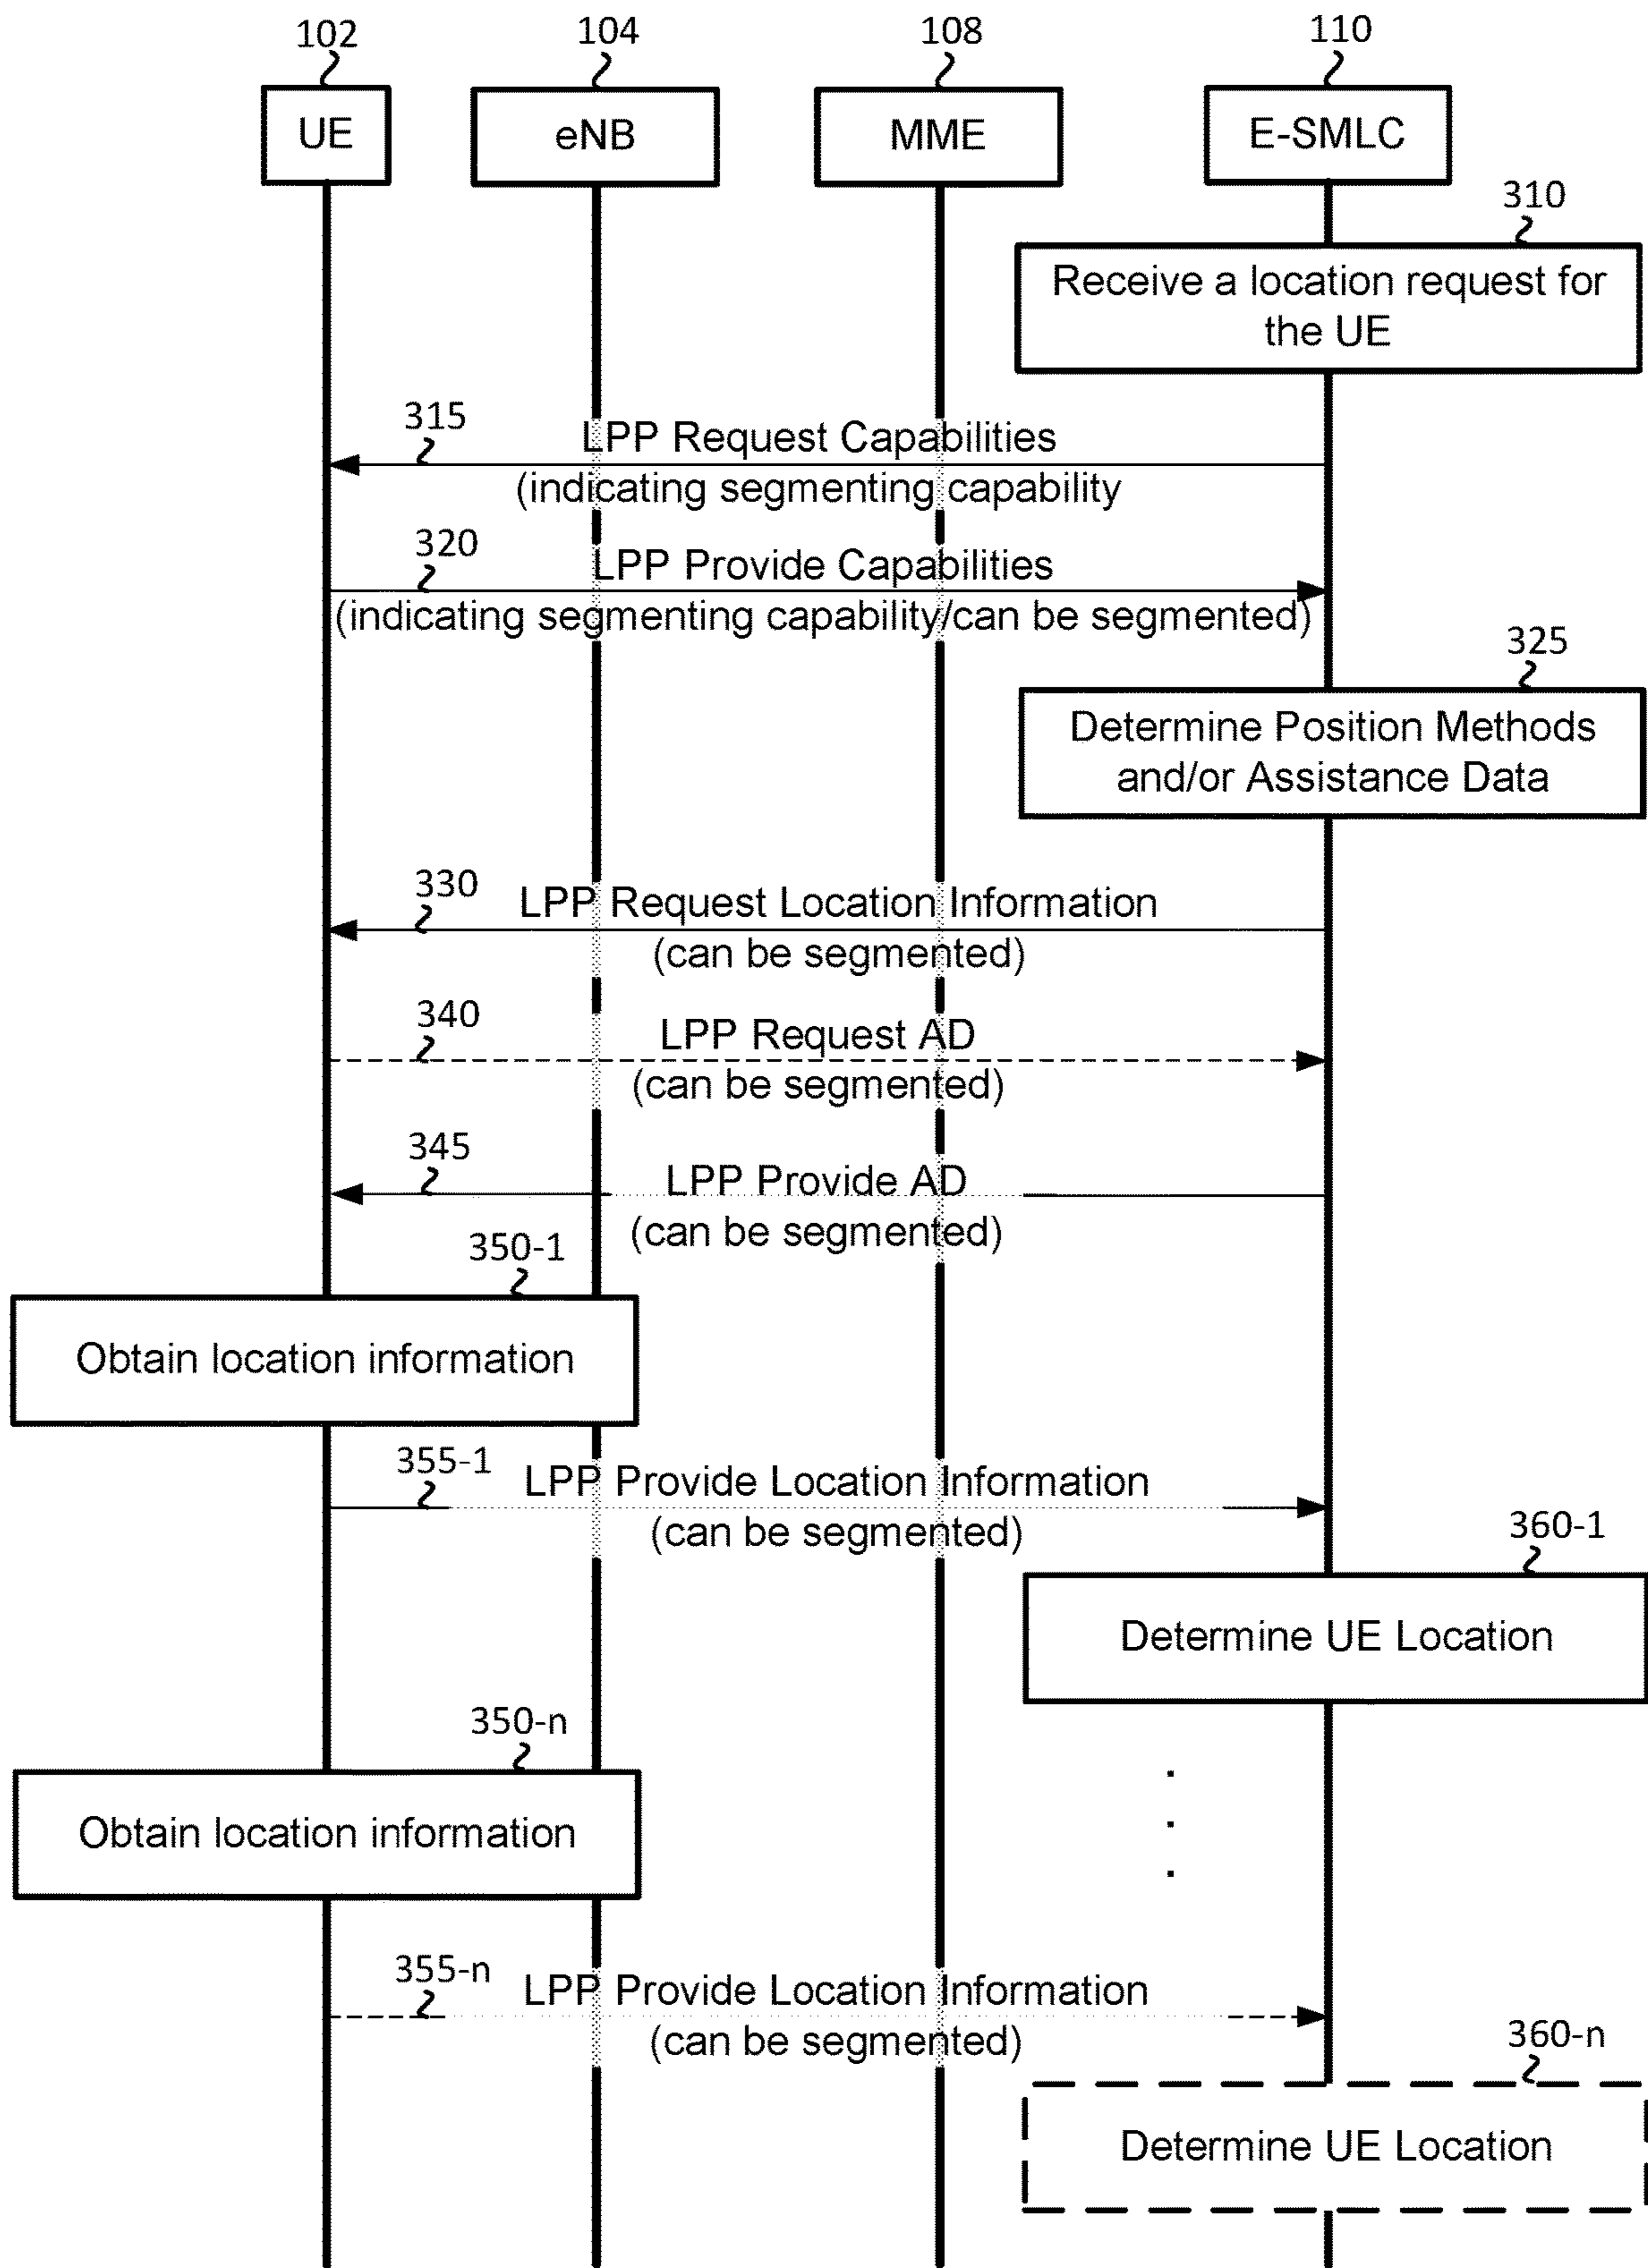 102
104
108
110
UE
eNB
MME
E-SMLC
310
Receive a location request for
the UE
315
LPP Request Capabilities
(indicating segmenting capability
320
LPP Provide Capabilities
(indicating segmenting capability/can be segmented)
325
Determine Position Methods
and/or Assistance Data
330
LPP Request Location Information
(can be segmented)
340
LPP Request AD
(can be segmented)
345
LPP Provide AD
(can be segmented)
350-1
Obtain location information
355-1
LPP Provide Location Information
(can be segmented)
360-1
Determine UE Location
350-n
Obtain location information
355-n
LPP Provide Location Information
(can be segmented)
360-n
Determine UE Location